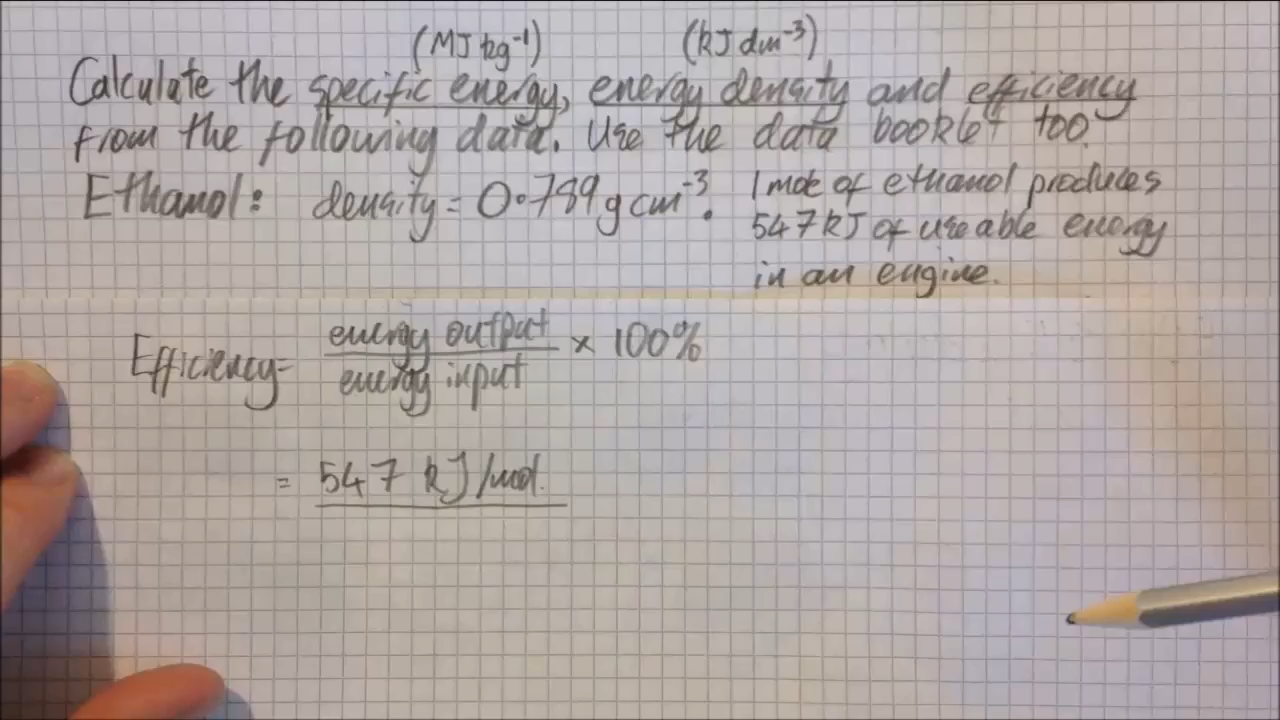 (MJ kg⁻¹) (kJ dm⁻³)
Calculate the specific energy, energy density and efficiency
from the following data. Use the data booklet too.
Ethanol: density = 0.789 g cm⁻³.
1 mole of ethanol produces
547 kJ of useable energy
in an engine.
Efficiency = energy output / energy input × 100%
= 547 kJ/mol.